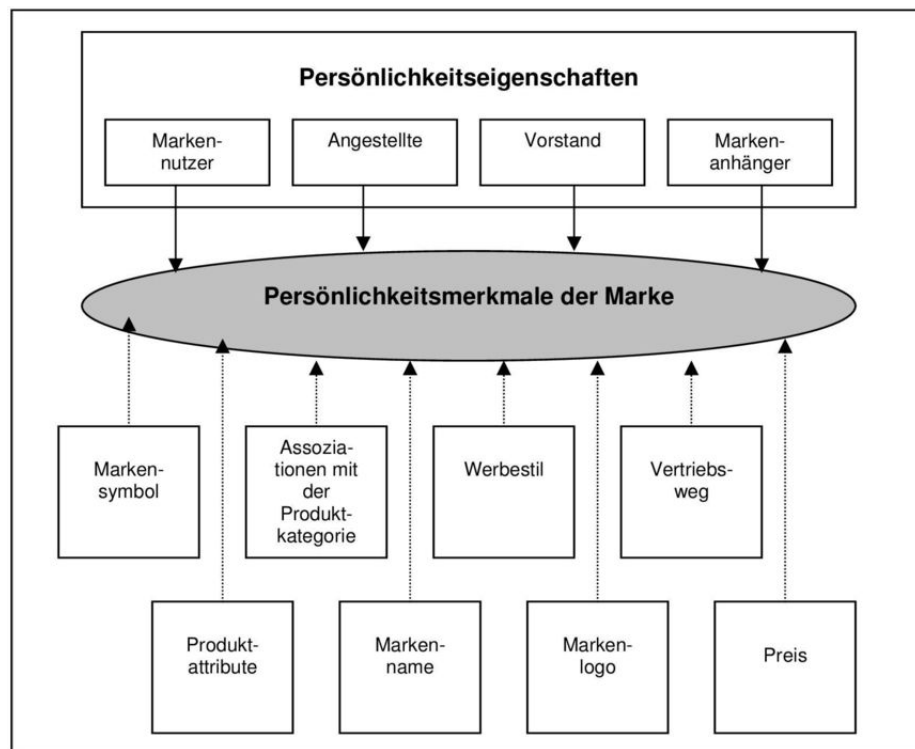 Persönlichkeitseigenschaften
Marken-
nutzer
Angestellte
Vorstand
Marken-
anhänger
Persönlichkeitsmerkmale der Marke
Marken-
symbol
Assozia-
tionen mit
der
Produkt-
kategorie
Werbestil
Vertriebs-
weg
Produkt-
attribute
Marken-
name
Marken-
logo
Preis